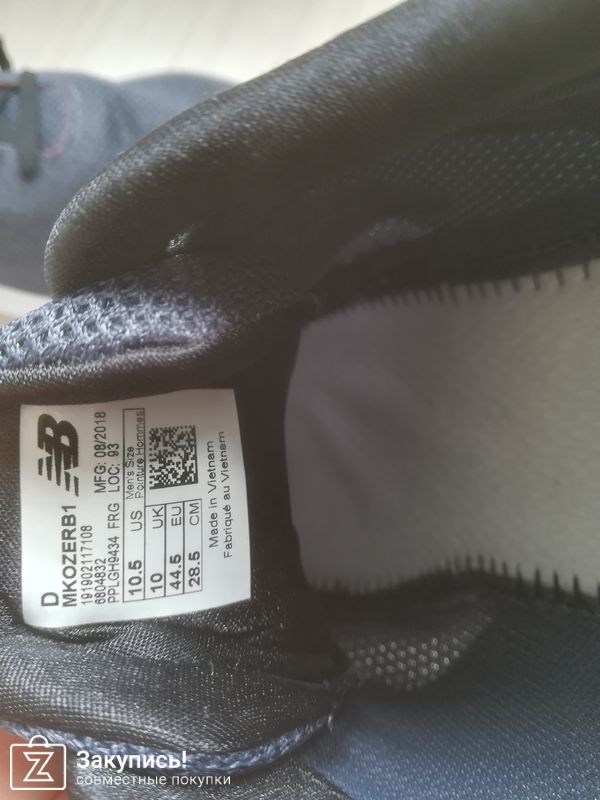 D
MKOZERB1
191902117108
6804832
PPLGH9434 FRG
MFG: 08/2018
LOC: 93
Men's Size
Pointure Hommes
10.5 US
10 UK
44.5 EU
28.5 CM
Made in Vietnam
Fabriqué au Vietnam
Закупись!
совместные покупки